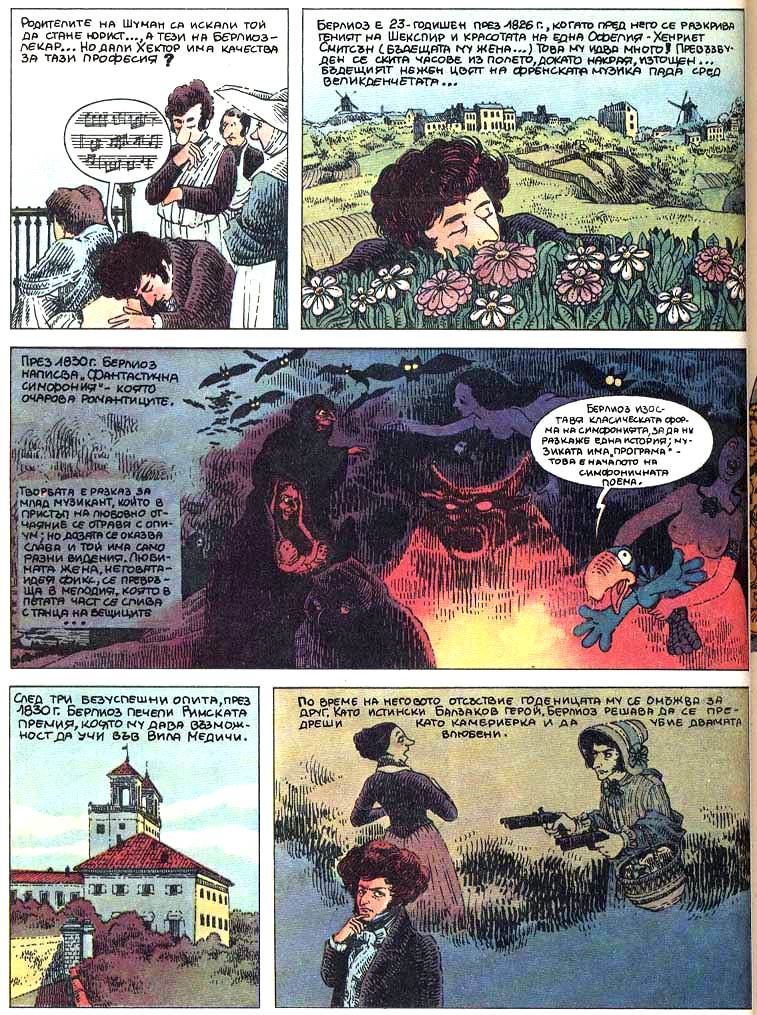 РОДИТЕЛИТЕ НА ШУМАН СА ИСКАЛИ ТОЙ
ДА СТАНЕ ЮРИСТ..., А ТЕЗИ НА БЕРЛИОЗ-
ЛЕКАР... НО ДАЛИ ХЕКТОР ИМА КАЧЕСТВА
ЗА ТАЗИ ПРОФЕСИЯ?
БЕРЛИОЗ Е 23-ГОДИШЕН ПРЕЗ 1826 Г., КОГАТО ПРЕД НЕГО СЕ РАЗКРИВА
ГЕНИЯТ НА ШЕКСПИР И КРАСОТАТА НА ЕДНА ОФЕЛИЯ - ХЕНРИЕТ
СМИТСЪН (БЪДЕЩАТА МУ ЖЕНА...) ТОВА МУ ИДВА МНОГО! ПРЕВЪЗБУ-
ДЕН СЕ СКИТА ЧАСОВЕ ИЗ ПОЛЕТО, ДОКАТО НАКРАЯ, ИЗТОЩЕН...
БЪДЕЩИЯТ НЕЖЕН ЦВЯТ НА ФРЕНСКАТА МУЗИКА ПАДА СРЕД
ВЕЛИКДЕНЧЕТАТА...
ПРЕЗ 1830 Г. БЕРЛИОЗ
НАПИСВА „ФАНТАСТИЧНА
СИМФОНИЯ" - КОЯТО
ОЧАРОВА РОМАНТИЦИТЕ.
БЕРЛИОЗ ИЗОС-
ТАВЯ КЛАСИЧЕСКАТА ФОР-
МА НА СИМФОНИЯТА, ЗА ДА НИ
РАЗКАЖЕ ЕДНА ИСТОРИЯ; МУ-
ЗИКАТА ИМА „ПРОГРАМА" -
ТОВА Е НАЧАЛОТО НА
СИМФОНИЧНАТА
ПОЕМА.
ТВОРБАТА Е РАЗКАЗ ЗА
МЛАД МУЗИКАНТ, КОЙТО В
ПРИСТЪП НА ЛЮБОВНО ОТ-
ЧАЯНИЕ СЕ ОТРАВЯ С ОПИ-
УМ; НО ДОЗАТА СЕ ОКАЗВА
СЛАБА И ТОЙ ИМА САМО
РАЗНИ ВИДЕНИЯ. ЛЮБИ-
МАТА ЖЕНА, НЕГОВАТА-
ИДЕЯ ФИКС, СЕ ПРЕВРЪ-
ЩА В МЕЛОДИЯ, КОЯТО В
ПЕТАТА ЧАСТ СЕ СЛИВА
С ТАНЦА НА ВЕЩИЦИТЕ
...
СЛЕД ТРИ БЕЗУСПЕШНИ ОПИТА, ПРЕЗ
1830 Г. БЕРЛИОЗ ПЕЧЕЛИ РИМСКАТА
ПРЕМИЯ, КОЯТО МУ ДАВА ВЪЗМОЖ-
НОСТ ДА УЧИ ВЪВ ВИЛА МЕДИЧИ.
ПО ВРЕМЕ НА НЕГОВОТО ОТСЪСТВИЕ ГОДЕНИЦАТА МУ СЕ ОМЪЖВА ЗА
ДРУГ. КАТО ИСТИНСКИ БАЛЗАКОВ ГЕРОЙ, БЕРЛИОЗ РЕШАВА ДА СЕ ПРЕ-
ДРЕШИ КАТО КАМЕРИЕРКА И ДА УБИЕ ДВАМАТА
ВЛЮБЕНИ.